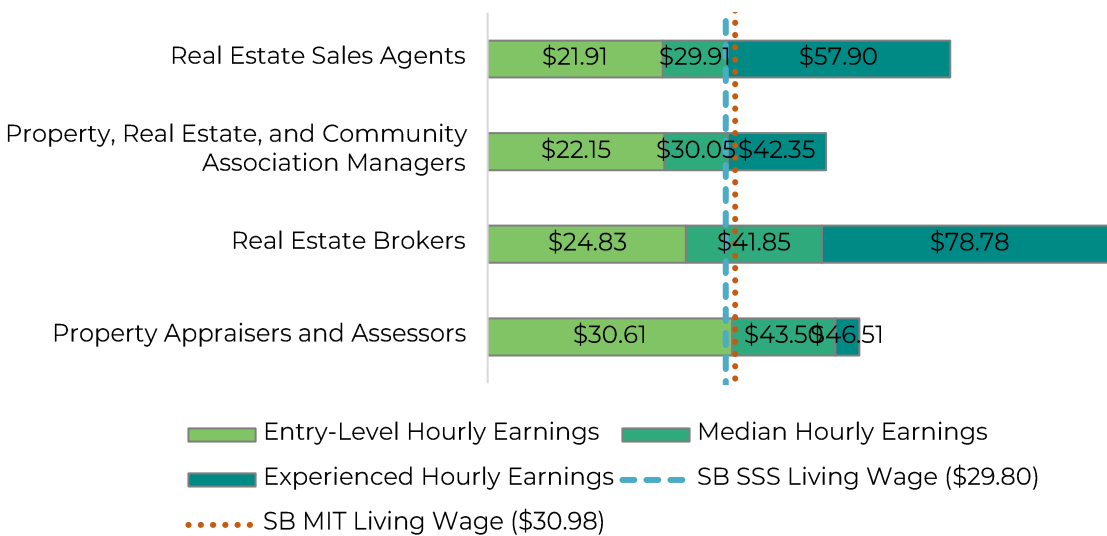 Real Estate Sales Agents $21.91 $29.91 $57.90
Property, Real Estate, and Community
Association Managers $22.15 $30.05 $42.35
Real Estate Brokers $24.83 $41.85 $78.78
Property Appraisers and Assessors $30.61 $43.50 $46.51
Entry-Level Hourly Earnings Median Hourly Earnings
Experienced Hourly Earnings SB SSS Living Wage ($29.80)
SB MIT Living Wage ($30.98)